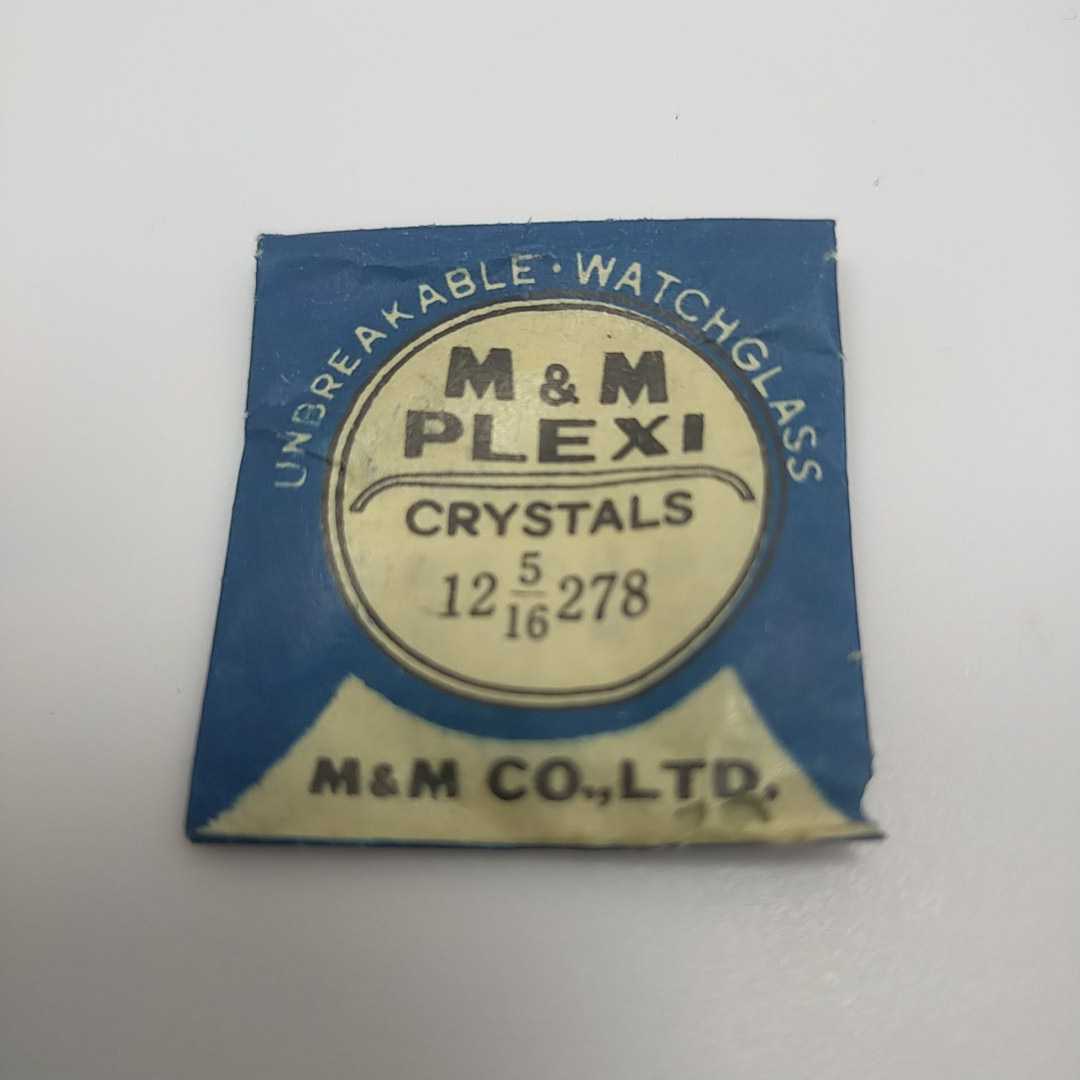 UNBREAKABLE · WATCHGLASS
M & M
PLEXI
CRYSTALS
12 5/16 278
M&M CO.,LTD.